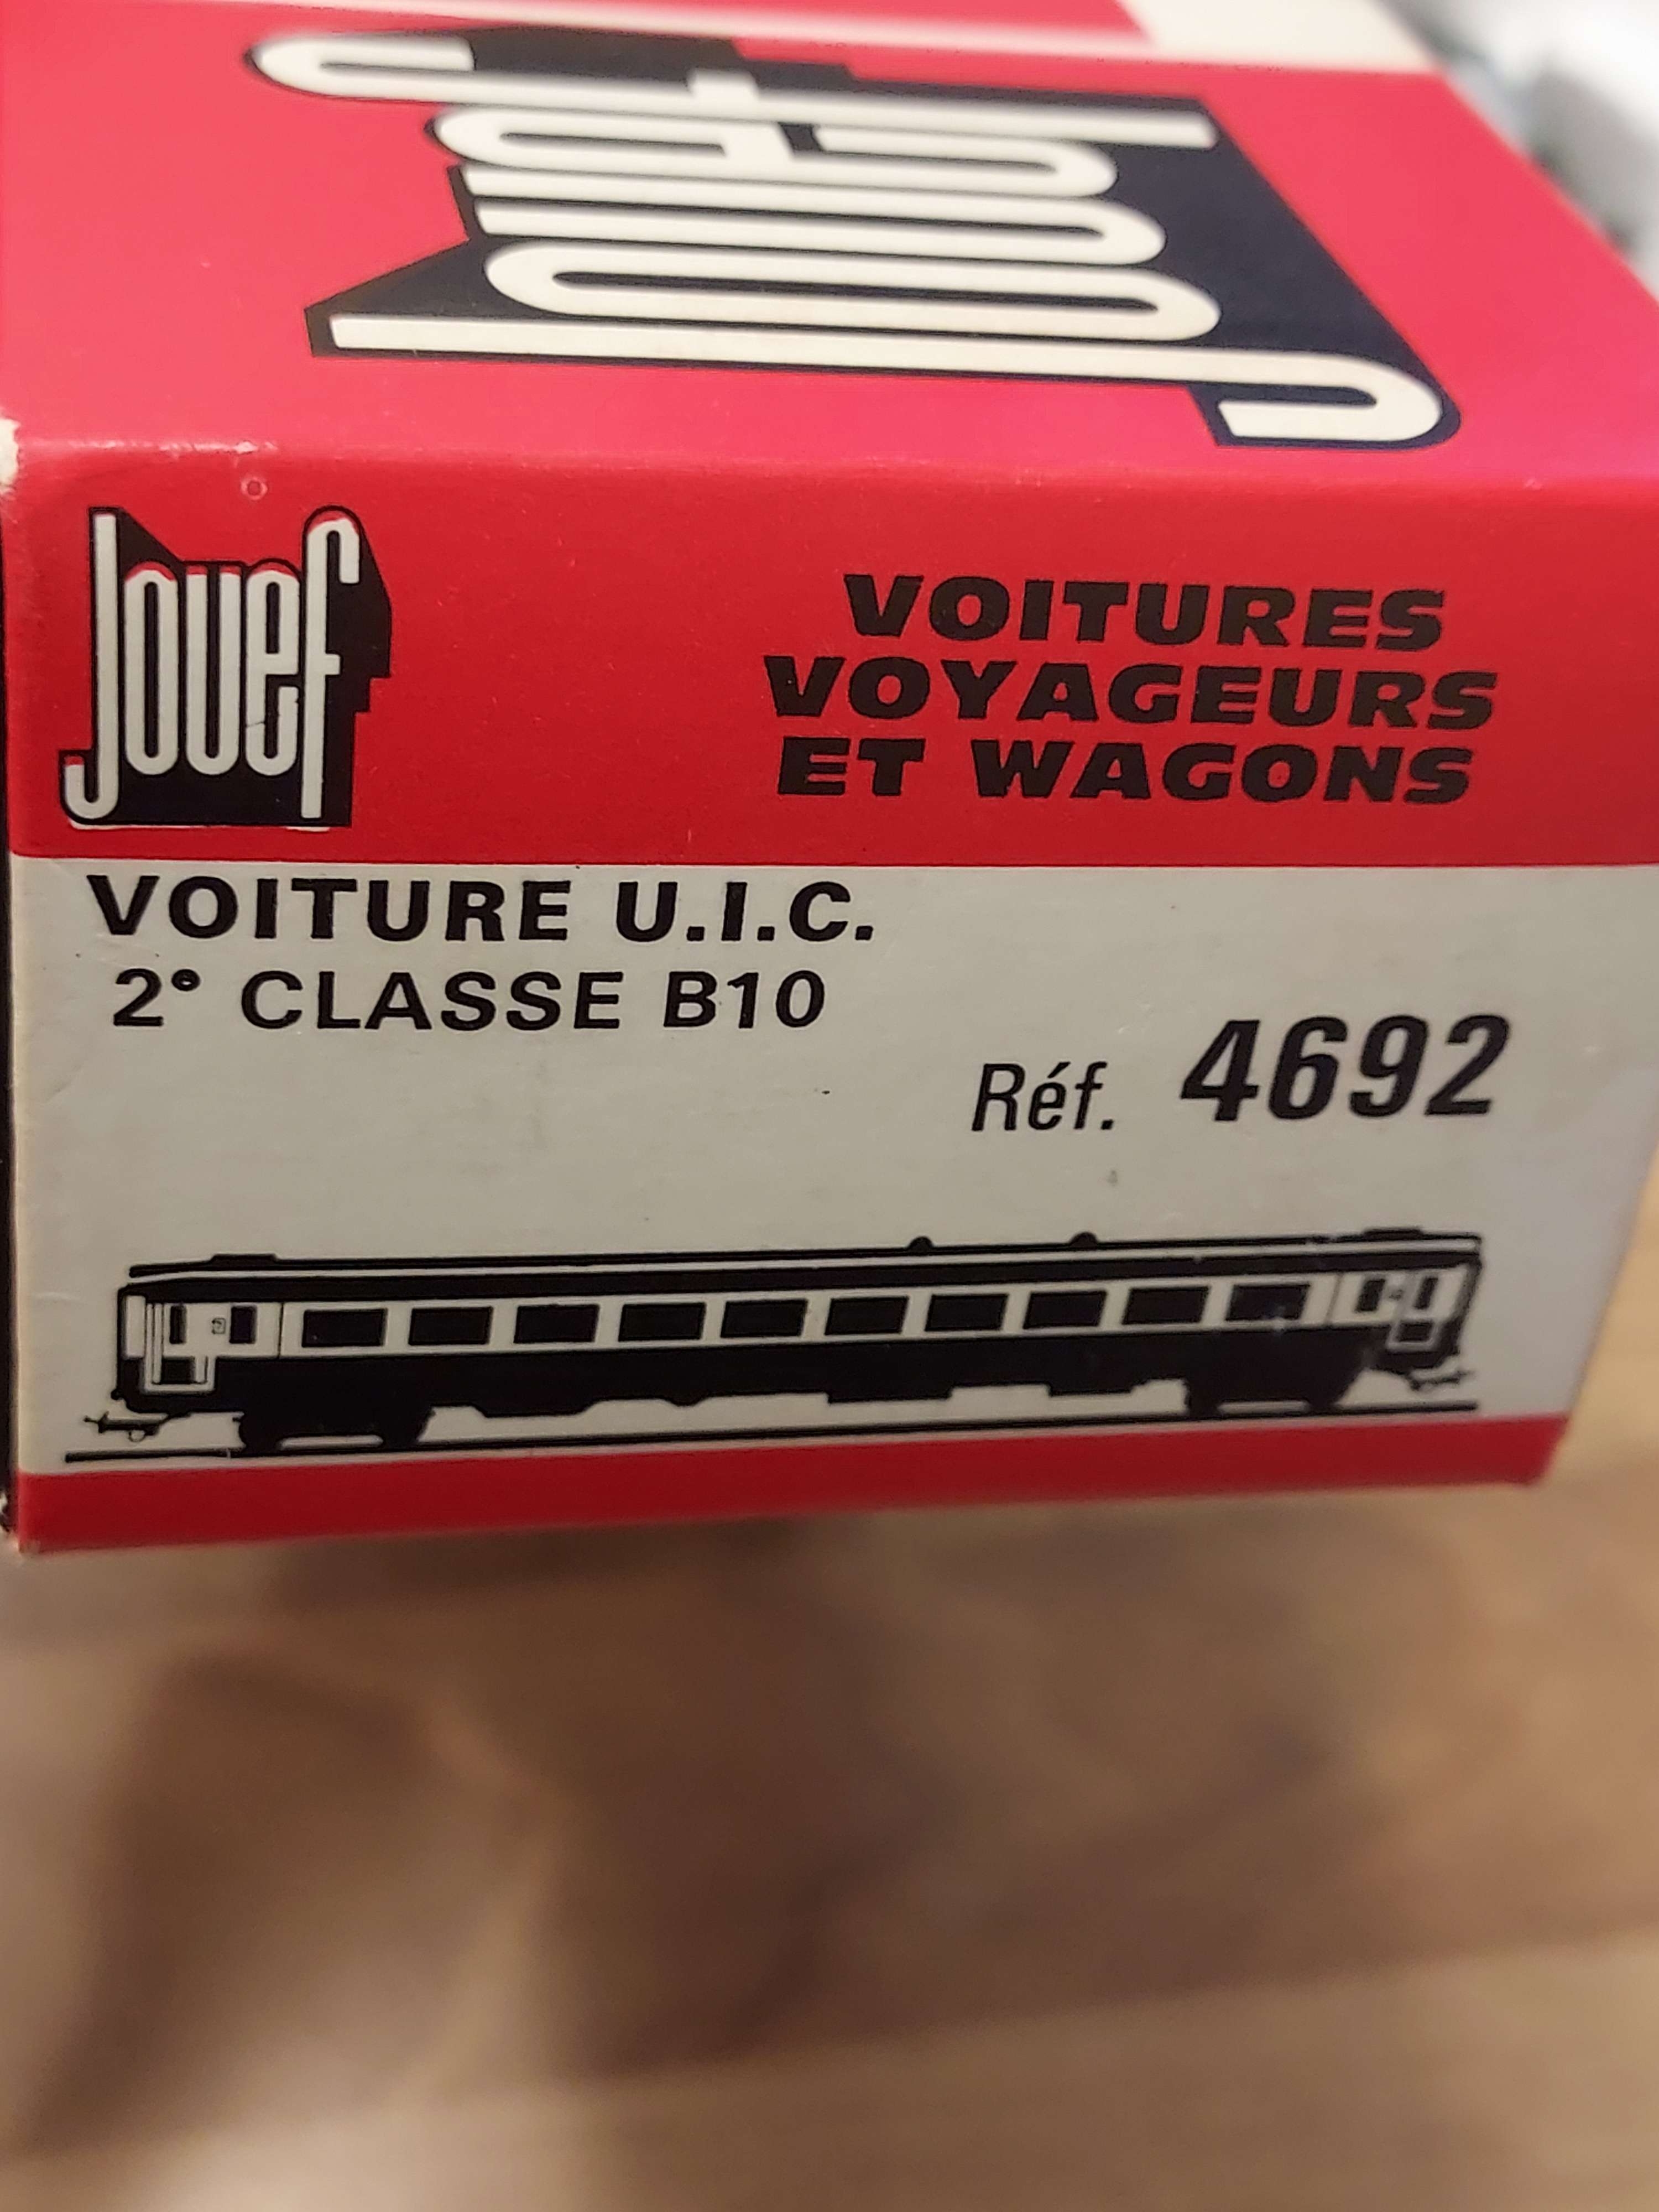 Jouef
Jouef
VOITURES
VOYAGEURS
ET WAGONS
VOITURE U.I.C.
2° CLASSE B10
Réf. 4692